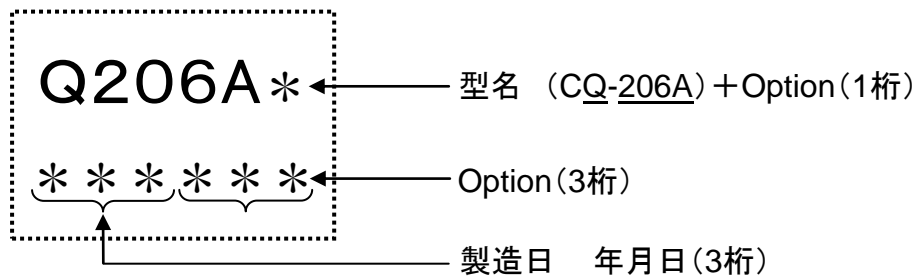 Q206A* 型名 （CQ-206A）＋Option（1桁）
* * * * * * Option（3桁）
製造日 年月日（3桁）